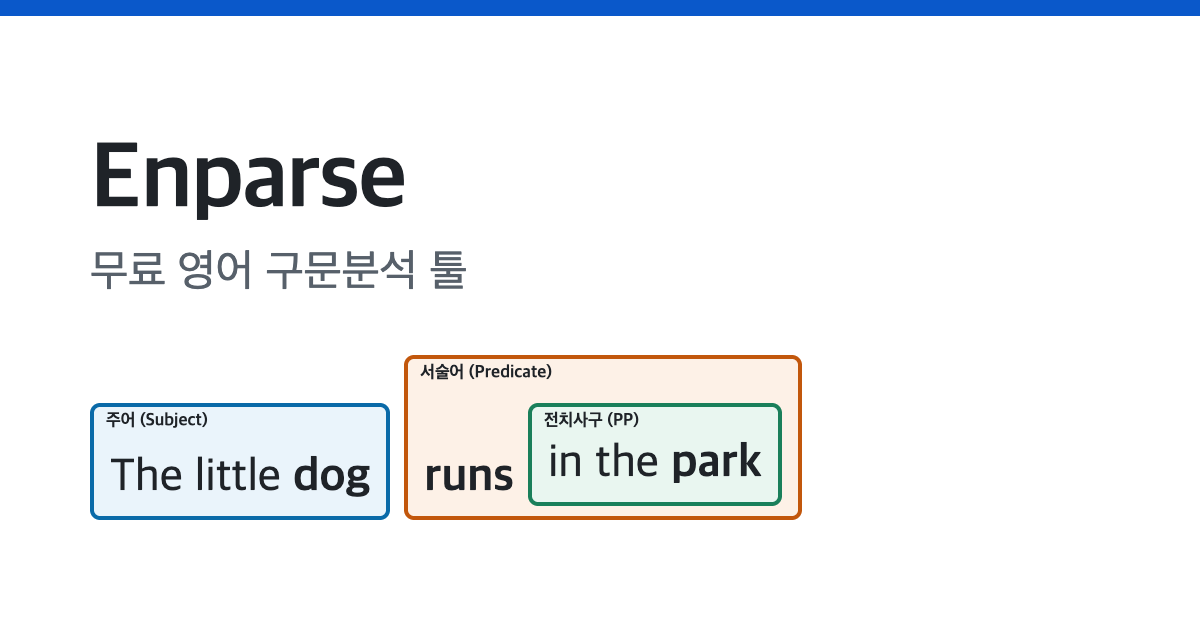 Enparse
무료 영어 구문분석 툴
서술어 (Predicate)
주어 (Subject)
전치사구 (PP)
The little dog runs in the park